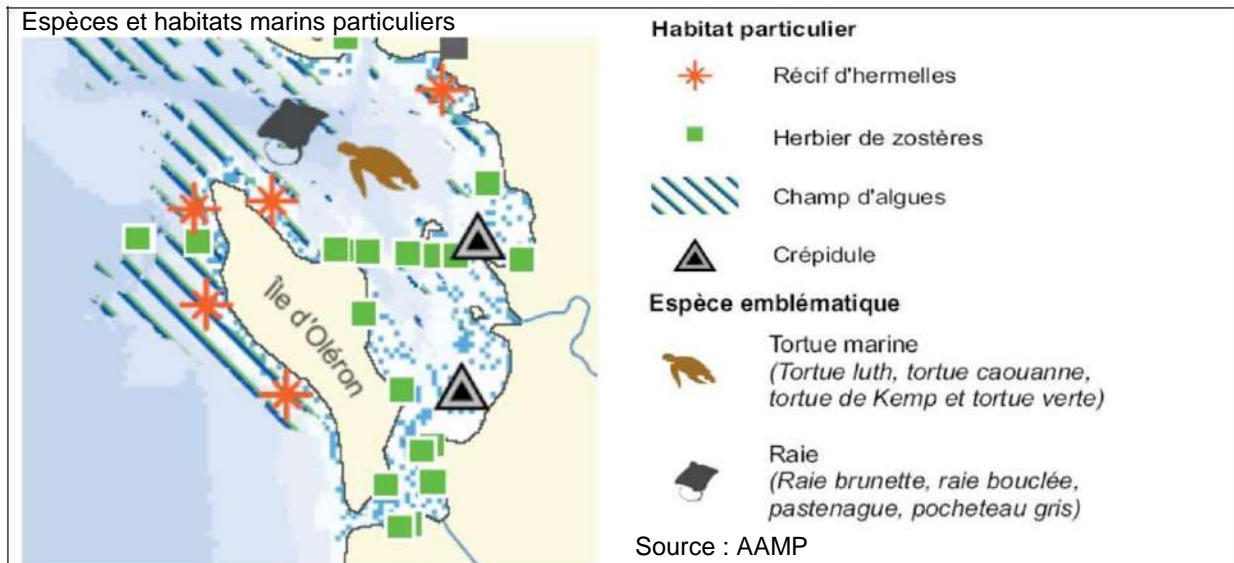 Espèces et habitats marins particuliers
Île d'Oléron
Habitat particulier
Récif d'hermelles
Herbier de zostères
Champ d'algues
Crépidule
Espèce emblématique
Tortue marine
(Tortue luth, tortue caouanne,
tortue de Kemp et tortue verte)
Raie
(Raie brunette, raie bouclée,
pastenague, pocheteau gris)
Source : AAMP